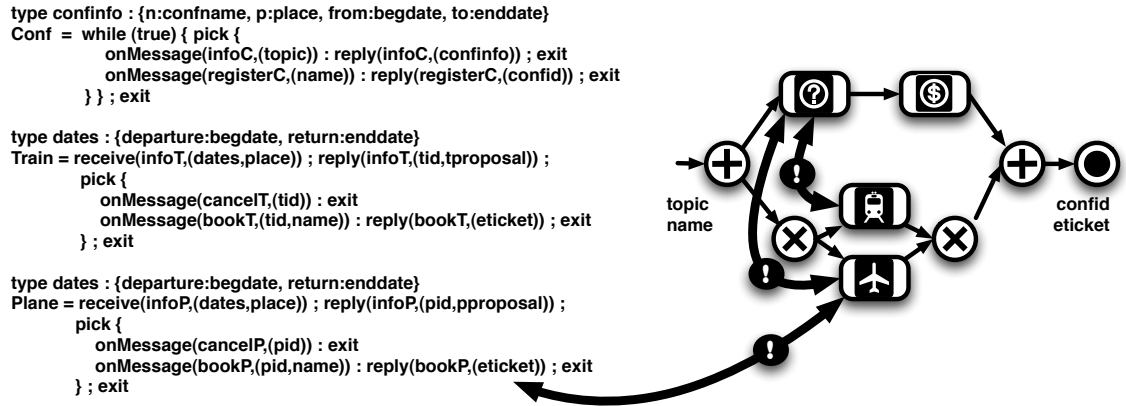 type confinfo : {n:confname, p:place, from:begdate, to:enddate}
Conf = while (true) { pick {
onMessage(infoC,(topic)) : reply(infoC,(confinfo)) ; exit
onMessage(registerC,(name)) : reply(registerC,(confid)) ; exit
} } ; exit
type dates : {departure:begdate, return:enddate}
Train = receive(infoT,(dates,place)) ; reply(infoT,(tid,tproposal)) ;
pick {
onMessage(cancelT,(tid)) : exit
onMessage(bookT,(tid,name)) : reply(bookT,(eticket)) ; exit
} ; exit
type dates : {departure:begdate, return:enddate}
Plane = receive(infoP,(dates,place)) ; reply(infoP,(pid,pproposal)) ;
pick {
onMessage(cancelP,(pid)) : exit
onMessage(bookP,(pid,name)) : reply(bookP,(eticket)) ; exit
} ; exit
?
$
!
topic
name
confid
eticket
!
!